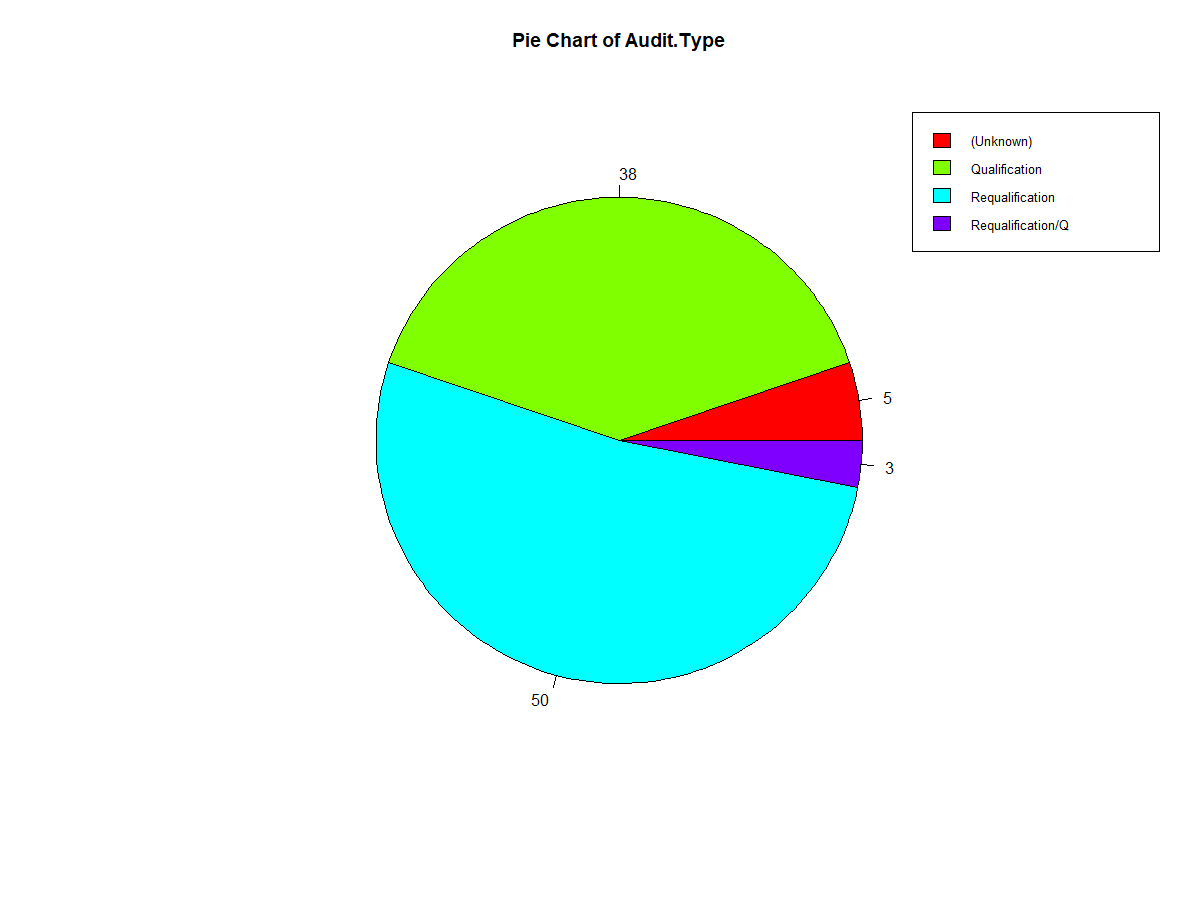 Pie Chart of Audit.Type
(Unknown)
Qualification
Requalification
Requalification/Q
38
5
3
50